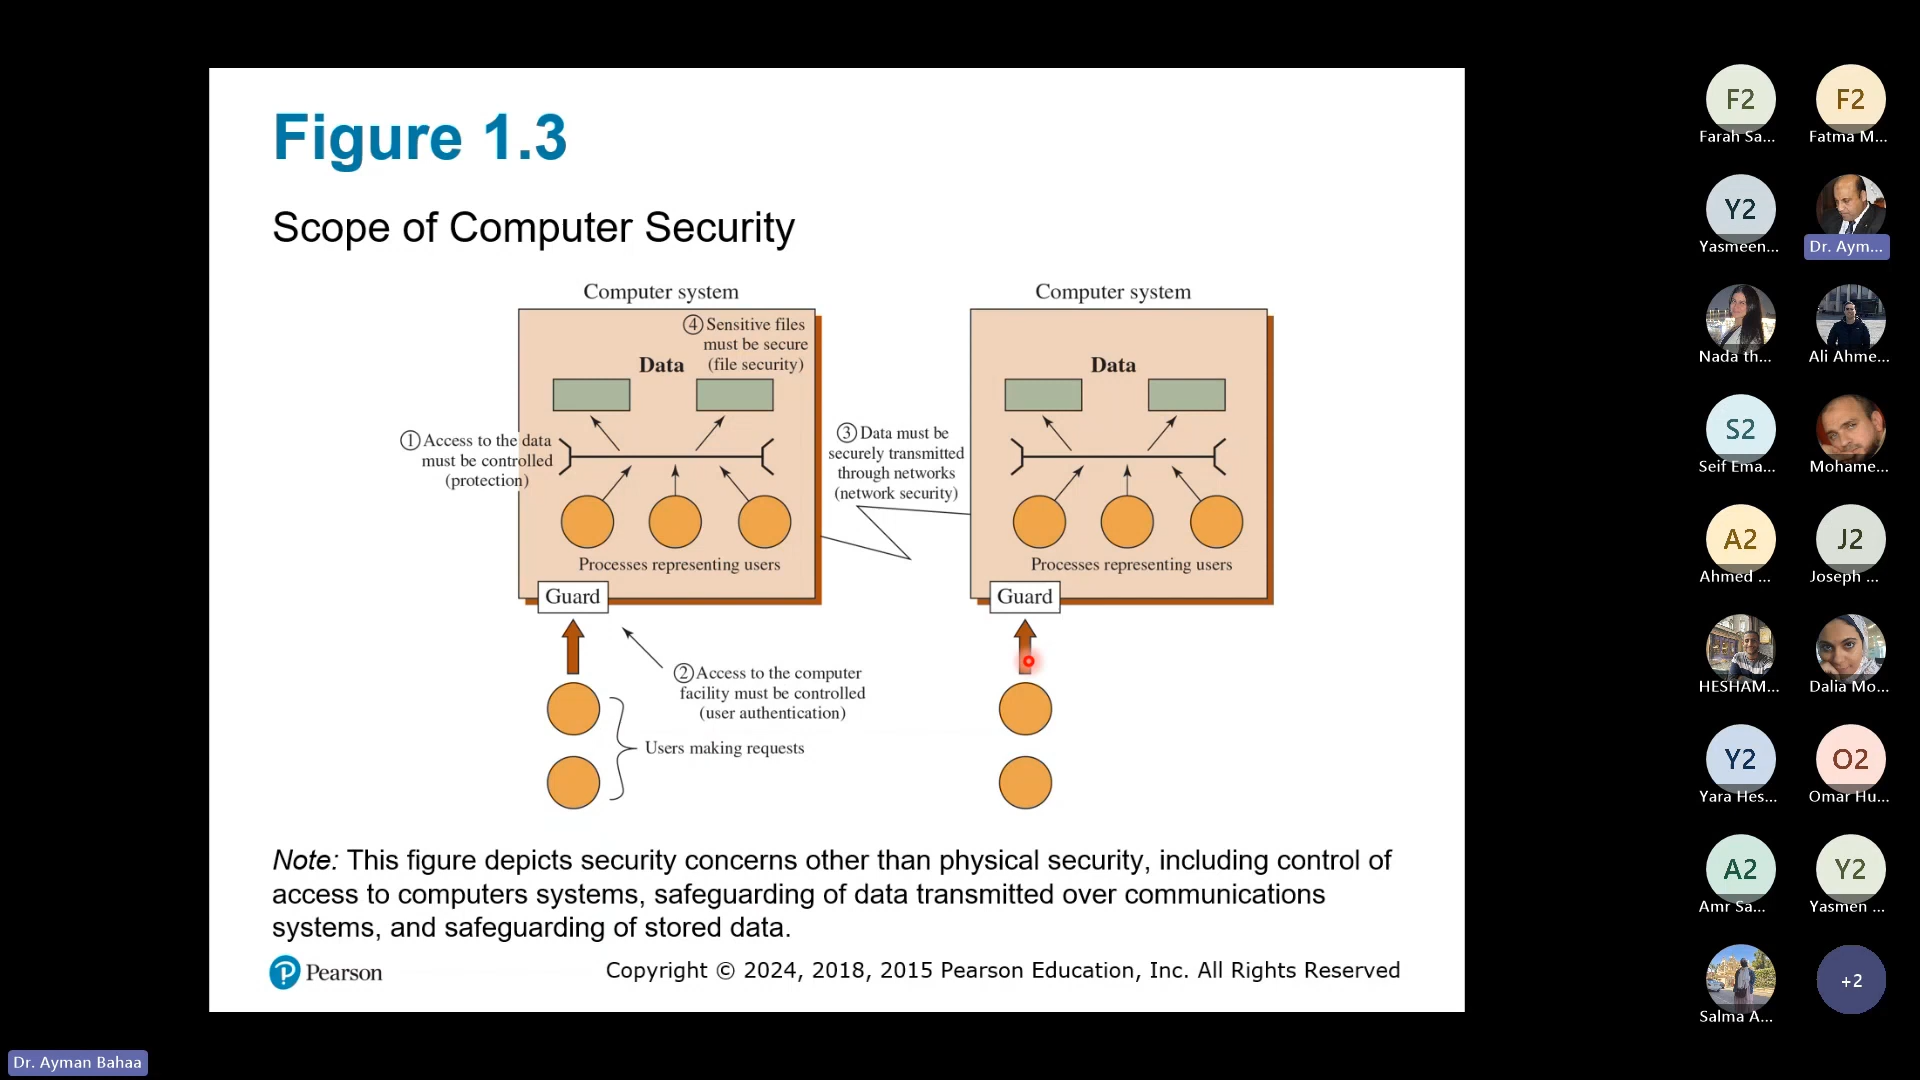 Figure 1.3
Scope of Computer Security
Computer system
④ Sensitive files
must be secure
(file security)
Data
① Access to the data
must be controlled
(protection)
Processes representing users
Guard
② Access to the computer
facility must be controlled
(user authentication)
Users making requests
③ Data must be
securely transmitted
through networks
(network security)
Computer system
Data
Processes representing users
Guard
Note: This figure depicts security concerns other than physical security, including control of
access to computers systems, safeguarding of data transmitted over communications
systems, and safeguarding of stored data.
P Pearson
Copyright © 2024, 2018, 2015 Pearson Education, Inc. All Rights Reserved
F2
Farah Sa...
F2
Fatma M...
Y2
Yasmeen...
Dr. Aym...
Nada th...
Ali Ahme...
S2
Seif Ema...
Mohame...
A2
Ahmed ...
J2
Joseph ...
HESHAM...
Dalia Mo...
Y2
Yara Hes...
O2
Omar Hu...
A2
Amr Sa...
Y2
Yasmen ...
Salma A...
+2
Dr. Ayman Bahaa